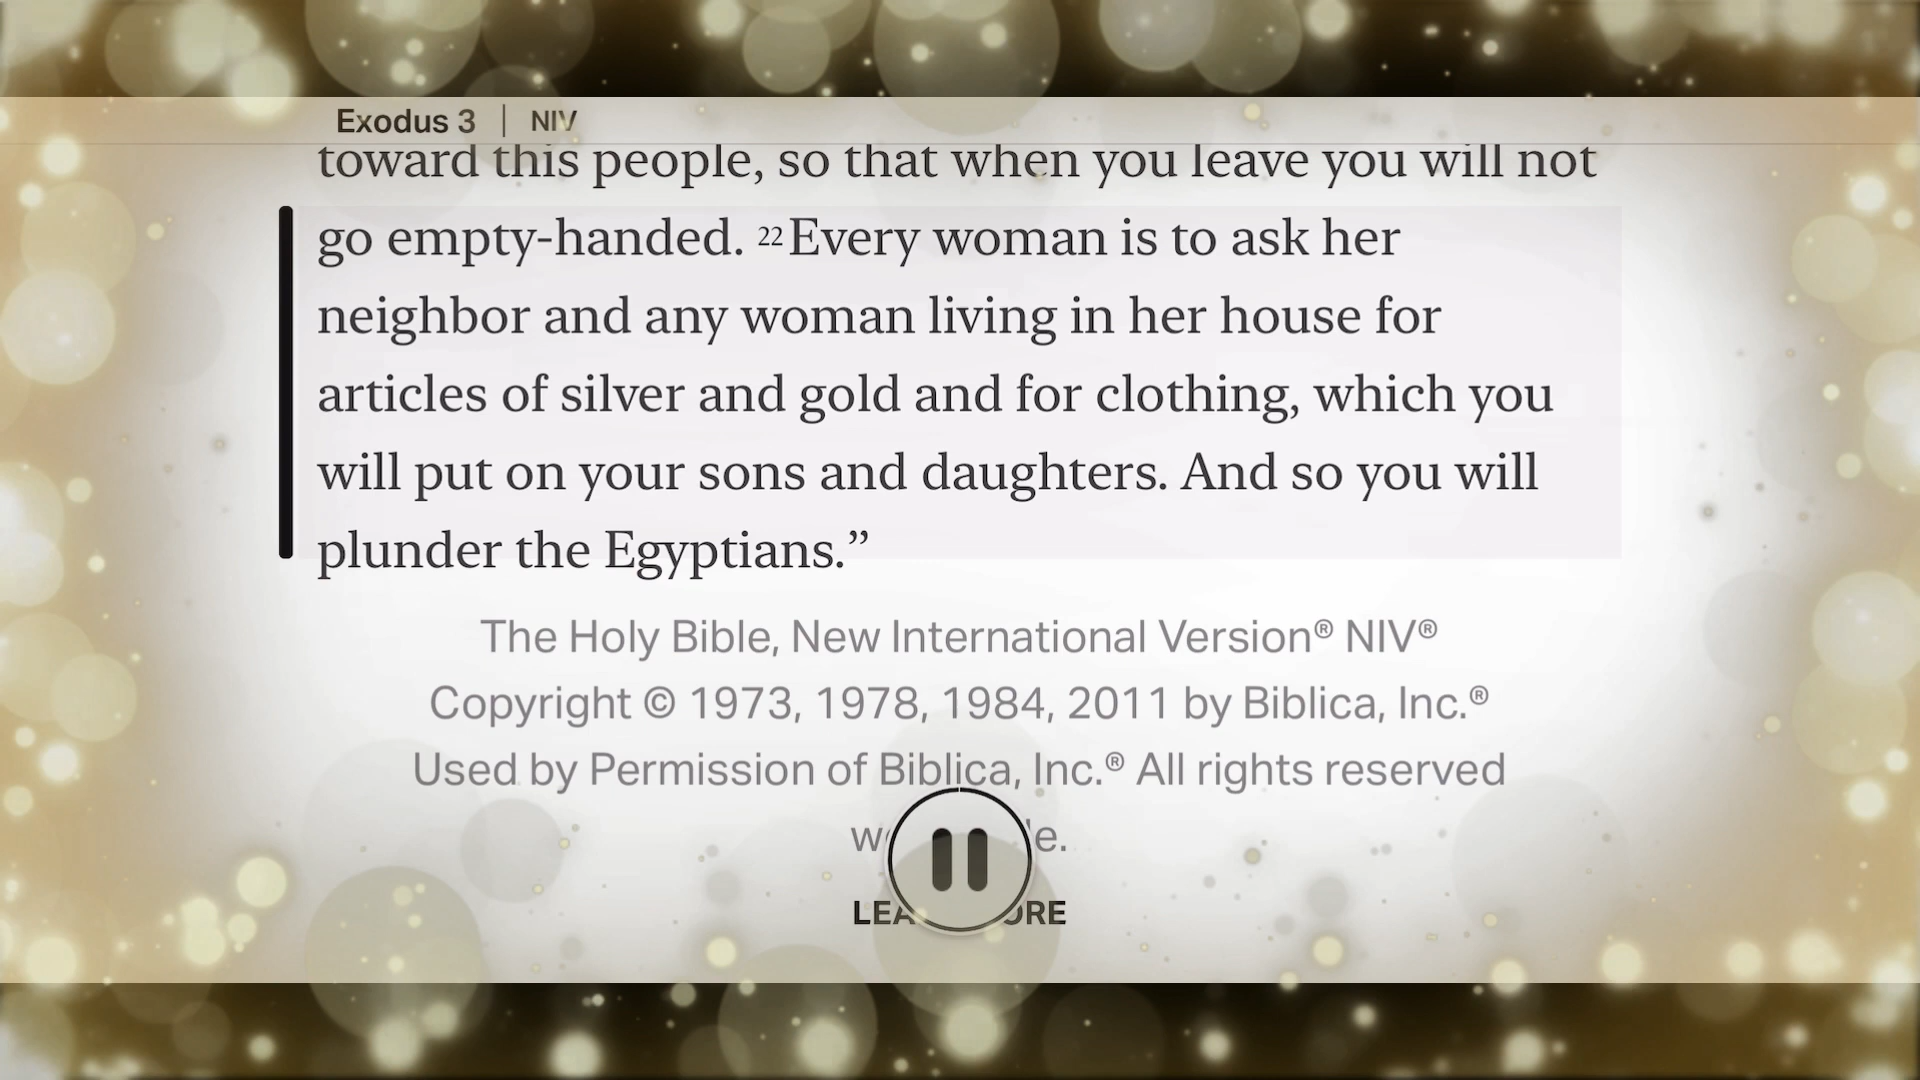 Exodus 3 | NIV
toward this people, so that when you leave you will not
go empty-handed. 22 Every woman is to ask her
neighbor and any woman living in her house for
articles of silver and gold and for clothing, which you
will put on your sons and daughters. And so you will
plunder the Egyptians.”
The Holy Bible, New International Version® NIV®
Copyright © 1973, 1978, 1984, 2011 by Biblica, Inc.®
Used by Permission of Biblica, Inc.® All rights reserved